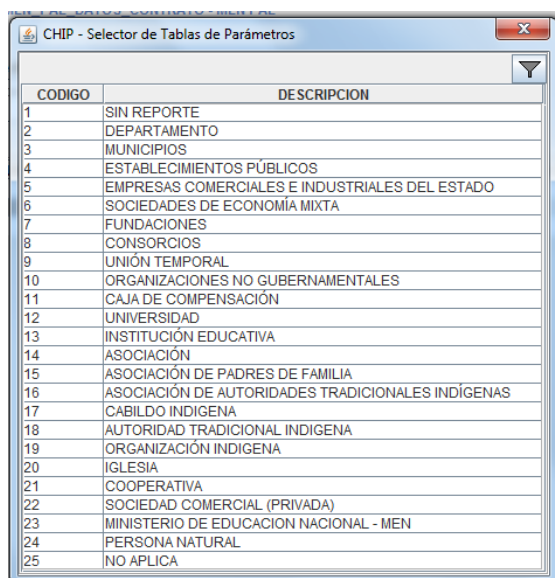 MEN_PAE_DATOS_CONTRATO - MEN PAE
CHIP - Selector de Tablas de Parámetros
CODIGO DESCRIPCION
1 SIN REPORTE
2 DEPARTAMENTO
3 MUNICIPIOS
4 ESTABLECIMIENTOS PÚBLICOS
5 EMPRESAS COMERCIALES E INDUSTRIALES DEL ESTADO
6 SOCIEDADES DE ECONOMÍA MIXTA
7 FUNDACIONES
8 CONSORCIOS
9 UNIÓN TEMPORAL
10 ORGANIZACIONES NO GUBERNAMENTALES
11 CAJA DE COMPENSACIÓN
12 UNIVERSIDAD
13 INSTITUCIÓN EDUCATIVA
14 ASOCIACIÓN
15 ASOCIACIÓN DE PADRES DE FAMILIA
16 ASOCIACIÓN DE AUTORIDADES TRADICIONALES INDÍGENAS
17 CABILDO INDIGENA
18 AUTORIDAD TRADICIONAL INDIGENA
19 ORGANIZACIÓN INDIGENA
20 IGLESIA
21 COOPERATIVA
22 SOCIEDAD COMERCIAL (PRIVADA)
23 MINISTERIO DE EDUCACION NACIONAL - MEN
24 PERSONA NATURAL
25 NO APLICA